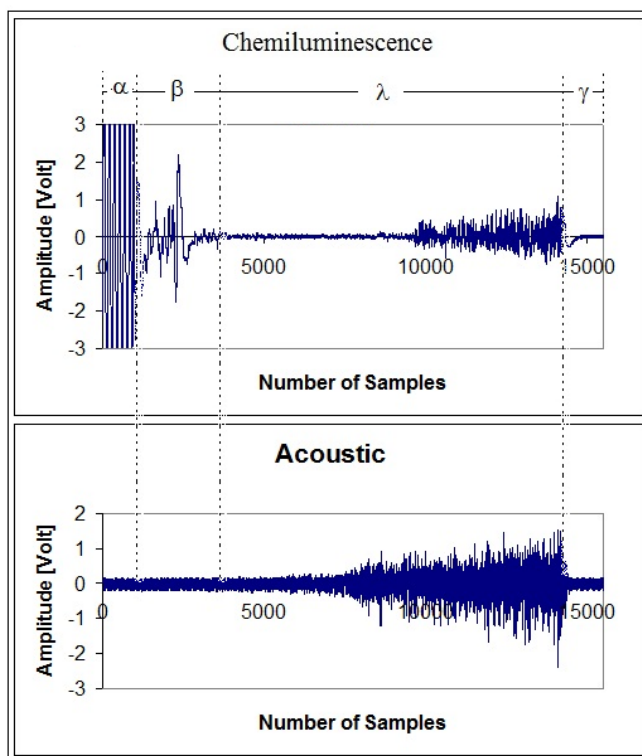 Chemiluminescence
α β λ γ
3
2
1
0
-1
-2
-3
0 5000 10000 15000
Amplitude [Volt]
Number of Samples
Acoustic
2
1
0
-1
-2
-3
0 5000 10000 15000
Amplitude [Volt]
Number of Samples